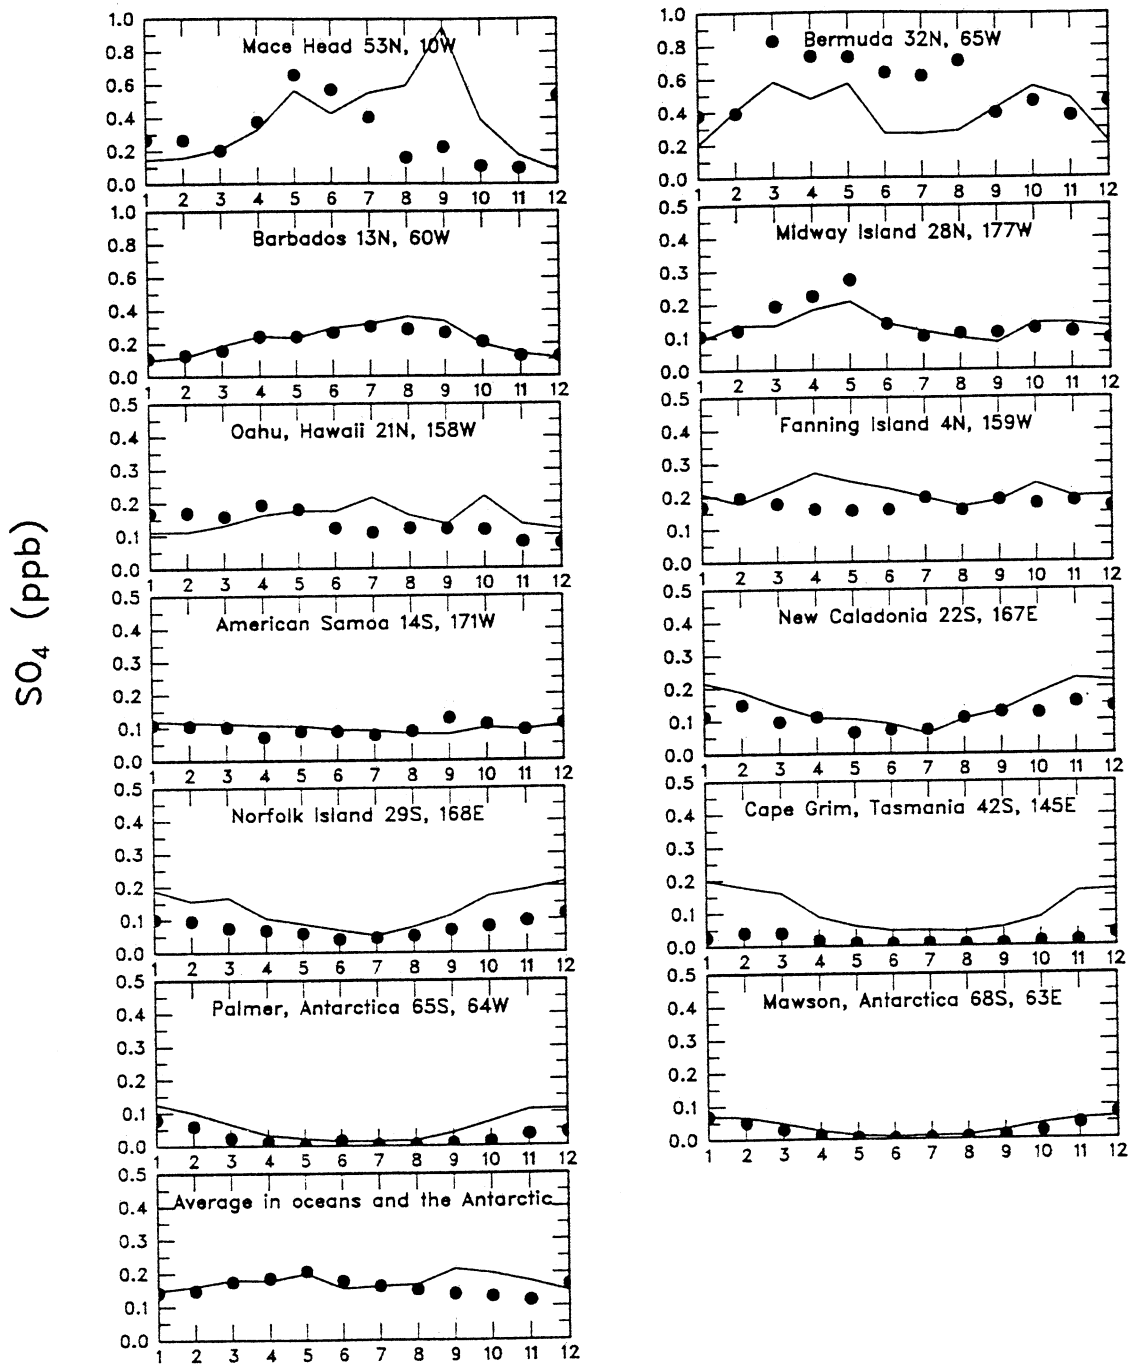 SO4 (ppb)
Mace Head 53N, 10W
1.0
0.8
0.6
0.4
0.2
0.0
1 2 3 4 5 6 7 8 9 10 11 12
Bermuda 32N, 65W
1.0
0.8
0.6
0.4
0.2
0.0
1 2 3 4 5 6 7 8 9 10 11 12
Barbados 13N, 60W
1.0
0.8
0.6
0.4
0.2
0.0
1 2 3 4 5 6 7 8 9 10 11 12
Midway Island 28N, 177W
0.5
0.4
0.3
0.2
0.1
0.0
1 2 3 4 5 6 7 8 9 10 11 12
Oahu, Hawaii 21N, 158W
0.5
0.4
0.3
0.2
0.1
0.0
1 2 3 4 5 6 7 8 9 10 11 12
Fanning Island 4N, 159W
0.5
0.4
0.3
0.2
0.1
0.0
1 2 3 4 5 6 7 8 9 10 11 12
American Samoa 14S, 171W
0.5
0.4
0.3
0.2
0.1
0.0
1 2 3 4 5 6 7 8 9 10 11 12
New Caladonia 22S, 167E
0.5
0.4
0.3
0.2
0.1
0.0
1 2 3 4 5 6 7 8 9 10 11 12
Norfolk Island 29S, 168E
0.5
0.4
0.3
0.2
0.1
0.0
1 2 3 4 5 6 7 8 9 10 11 12
Cape Grim, Tasmania 42S, 145E
0.5
0.4
0.3
0.2
0.1
0.0
1 2 3 4 5 6 7 8 9 10 11 12
Palmer, Antarctica 65S, 64W
0.5
0.4
0.3
0.2
0.1
0.0
1 2 3 4 5 6 7 8 9 10 11 12
Mawson, Antarctica 68S, 63E
0.5
0.4
0.3
0.2
0.1
0.0
1 2 3 4 5 6 7 8 9 10 11 12
Average in oceans and the Antarctic
0.5
0.4
0.3
0.2
0.1
0.0
1 2 3 4 5 6 7 8 9 10 11 12